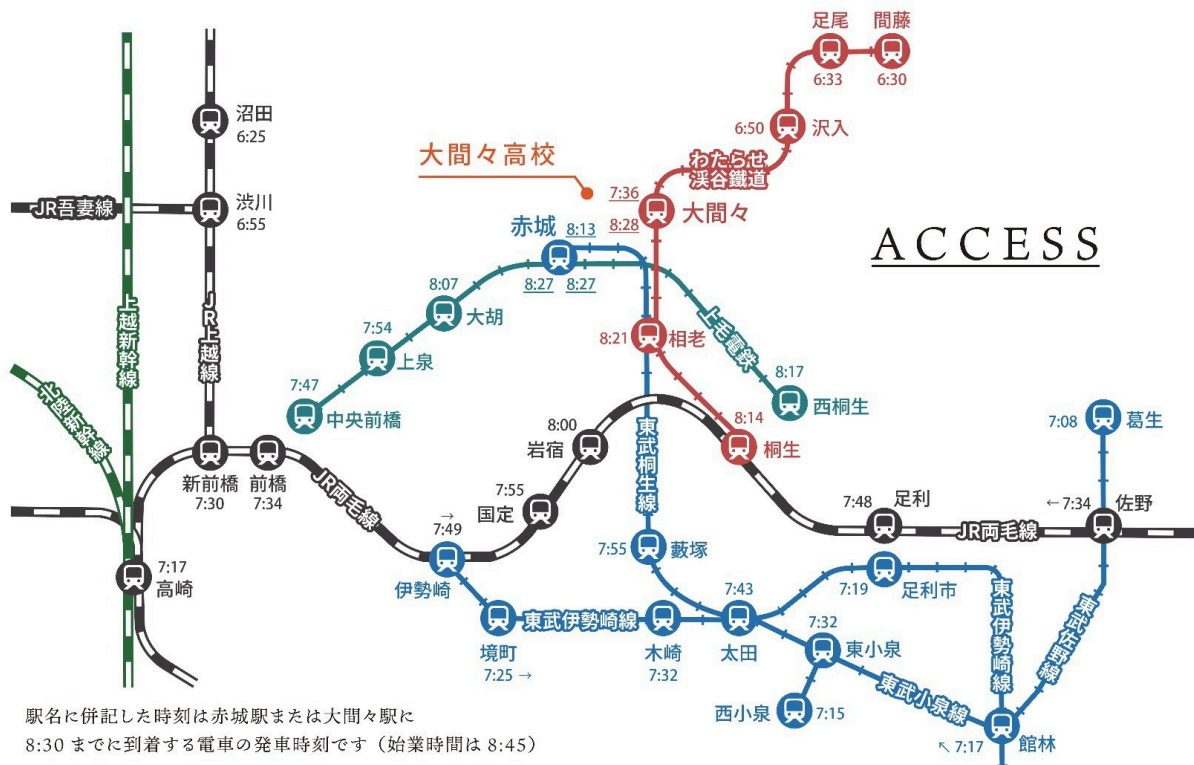 足尾
間藤
6:33
6:30
沼田
6:25
6:50
沢入
大間々高校
わたらせ
渓谷鐵道
7:36
8:28
大間々
JR吾妻線
渋川
6:55
赤城
8:13
8:27
8:27
ACCESS
8:07
大胡
上越新幹線
JR上越線
8:21
相老
上毛電鉄
7:54
上泉
8:17
西桐生
7:47
中央前橋
北陸新幹線
8:00
岩宿
東武桐生線
8:14
桐生
7:08
葛生
新前橋
7:30
前橋
7:34
JR両毛線
7:55
国定
7:48
足利
JR両毛線
←7:34
佐野
→
7:49
伊勢崎
7:55
藪塚
7:17
高崎
7:19
足利市
東武伊勢崎線
東武佐野線
境町
7:25 →
東武伊勢崎線
木崎
7:32
7:43
太田
7:32
東小泉
東武小泉線
西小泉
7:15
↖ 7:17
館林
駅名に併記した時刻は赤城駅または大間々駅に
8:30 までに到着する電車の発車時刻です（始業時間は 8:45）